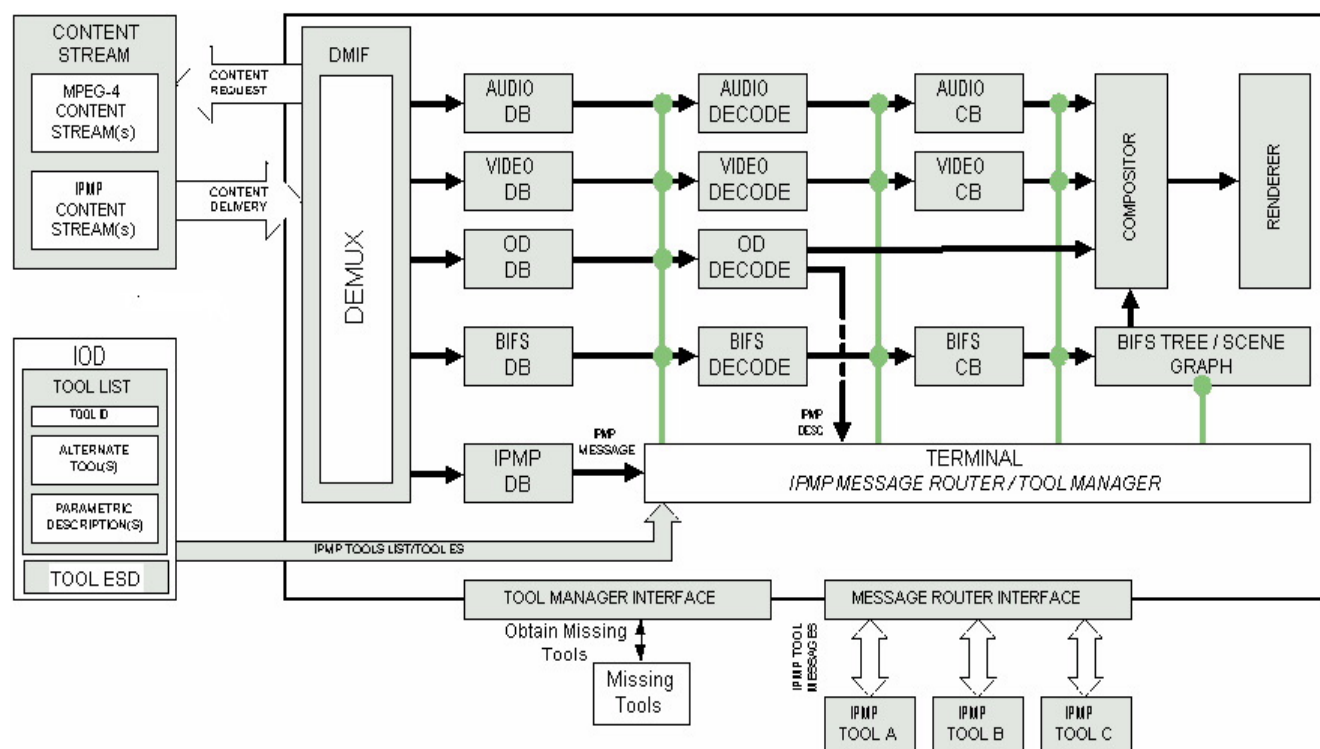 CONTENT
STREAM
MPEG-4
CONTENT
STREAM(s)
IPMP
CONTENT
STREAM(s)
CONTENT
REQUEST
CONTENT
DELIVERY
DMIF
DEMUX
AUDIO
DB
AUDIO
DECODE
AUDIO
CB
VIDEO
DB
VIDEO
DECODE
VIDEO
CB
OD
DB
OD
DECODE
BIFS
DB
BIFS
DECODE
BIFS
CB
COMPOSITOR
RENDERER
BIFS TREE / SCENE
GRAPH
IPMP
DB
IPMP
MESSAGE
IPMP
DESC
TERMINAL
IPMP MESSAGE ROUTER / TOOL MANAGER
IOD
TOOL LIST
TOOL ID
ALTERNATE
TOOL(S)
PARAMETRIC
DESCRIPTION(S)
TOOL ESD
IPMP TOOLS LIST/TOOL ES
TOOL MANAGER INTERFACE
MESSAGE ROUTER INTERFACE
Obtain Missing
Tools
Missing
Tools
IPMP TOOL
MESSAGES
IPMP
TOOL A
IPMP
TOOL B
IPMP
TOOL C